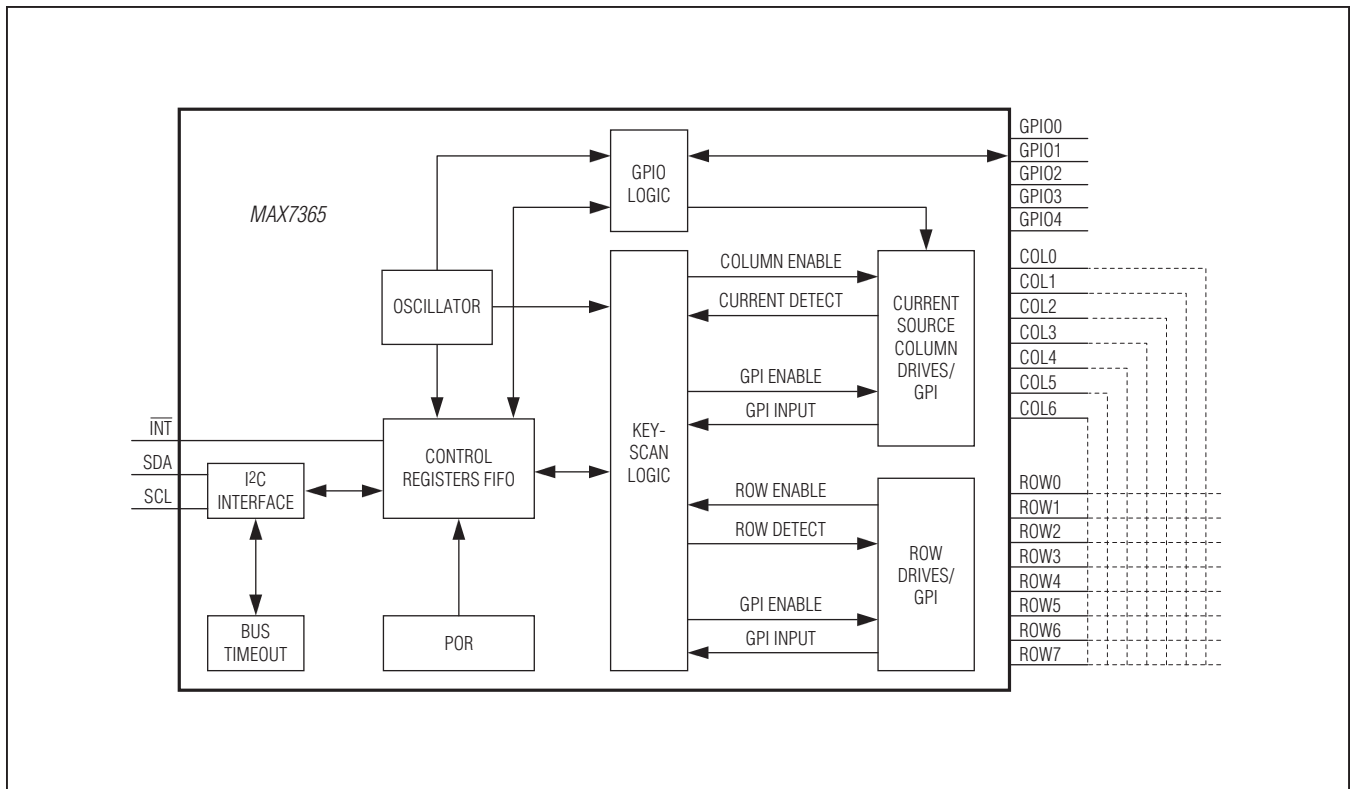 MAX7365
GPIO
LOGIC
OSCILLATOR
COLUMN ENABLE
CURRENT DETECT
GPI ENABLE
GPI INPUT
CURRENT
SOURCE
COLUMN
DRIVES/
GPI
KEY-
SCAN
LOGIC
CONTROL
REGISTERS FIFO
INT
SDA
SCL
I2C
INTERFACE
BUS
TIMEOUT
POR
ROW ENABLE
ROW DETECT
GPI ENABLE
GPI INPUT
ROW
DRIVES/
GPI
GPIO0
GPIO1
GPIO2
GPIO3
GPIO4
COL0
COL1
COL2
COL3
COL4
COL5
COL6
ROW0
ROW1
ROW2
ROW3
ROW4
ROW5
ROW6
ROW7